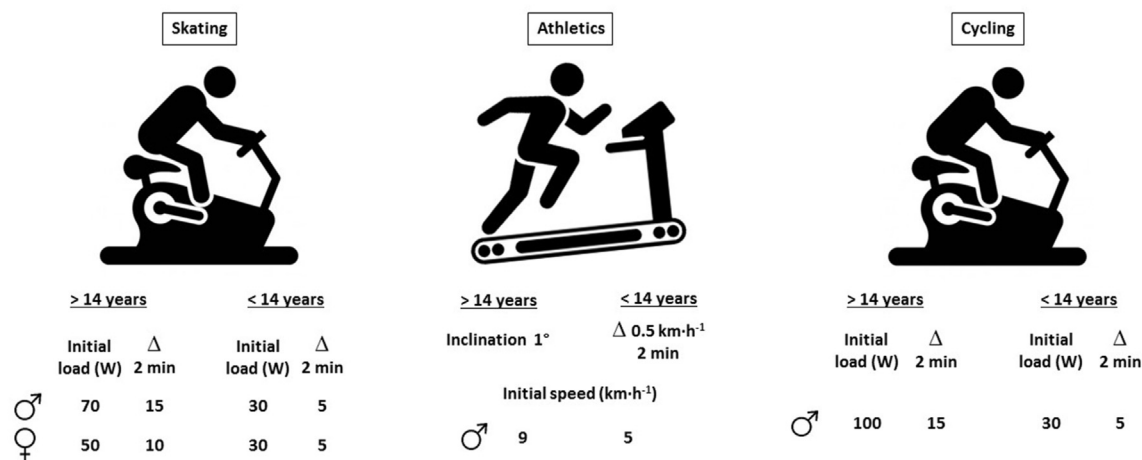 Skating
> 14 years < 14 years
Initial load (W) Δ 2 min Initial load (W) Δ 2 min
♂ 70 15 30 5
♀ 50 10 30 5
Athletics
> 14 years < 14 years
Inclination 1° Δ 0.5 km·h⁻¹
2 min
Initial speed (km·h⁻¹)
♂ 9 5
Cycling
> 14 years < 14 years
Initial load (W) Δ 2 min Initial load (W) Δ 2 min
♂ 100 15 30 5